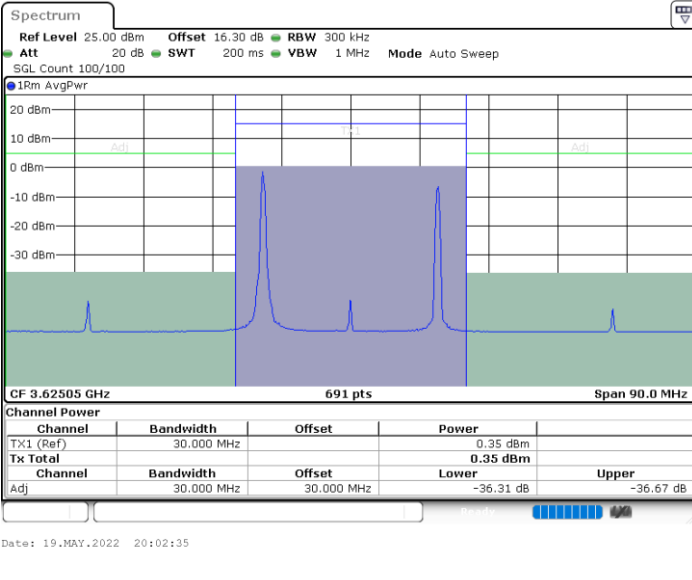 Spectrum
Ref Level 25.00 dBm Offset 16.30 dB RBW 300 kHz
Att 20 dB SWT 200 ms VBW 1 MHz Mode Auto Sweep
SGL Count 100/100
1Rm AvgPwr
20 dBm
TX1
10 dBm
Adj Adj
0 dBm
-10 dBm
-20 dBm
-30 dBm
CF 3.62505 GHz 691 pts Span 90.0 MHz
Channel Power
Channel Bandwidth Offset Power
TX1 (Ref) 30.000 MHz 0.35 dBm
Tx Total 0.35 dBm
Channel Bandwidth Offset Lower Upper
Adj 30.000 MHz 30.000 MHz -36.31 dB -36.67 dB
Ready
Date: 19.MAY.2022 20:02:35